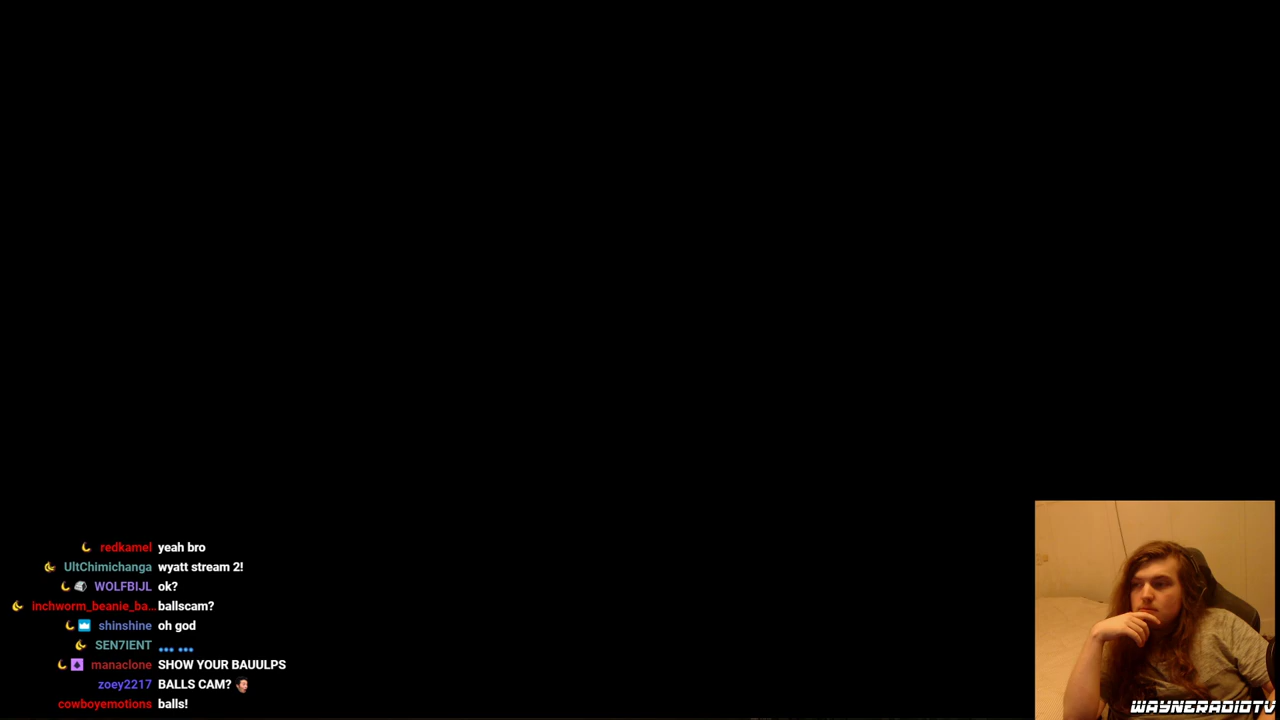 redkamel yeah bro
UltChimichanga wyatt stream 2!
WOLFBIJL ok?
inchworm_beanie_ba... ballscam?
shinshine oh god
SEN7IENT
manaclone SHOW YOUR BAUULPS
zoey2217 BALLS CAM?
cowboyemotions balls!
WAYNERADIOTV